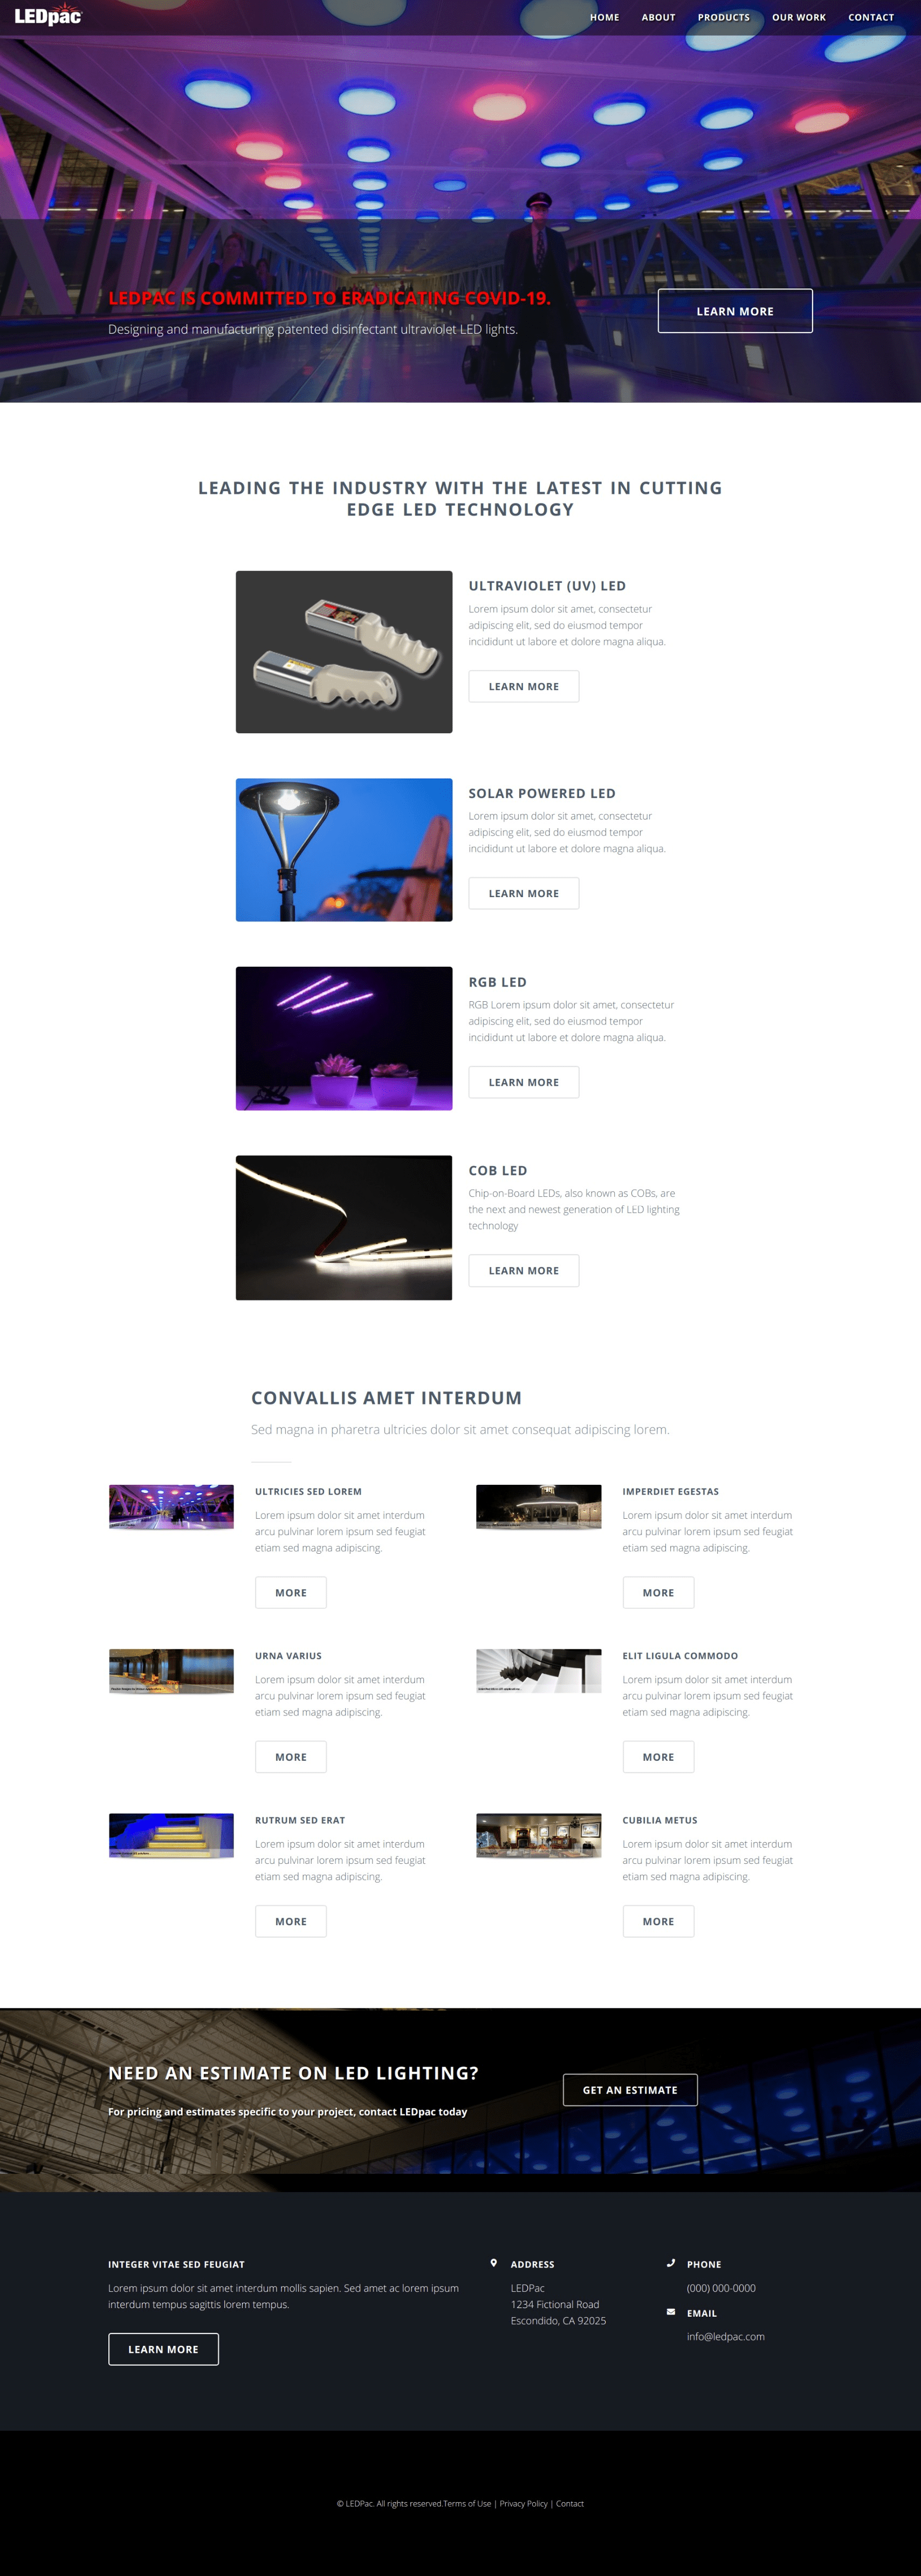 LEDpac
HOME ABOUT PRODUCTS OUR WORK CONTACT
LEDPAC IS COMMITTED TO ERADICATING COVID-19.
Designing and manufacturing patented disinfectant ultraviolet LED lights.
LEARN MORE
LEADING THE INDUSTRY WITH THE LATEST IN CUTTING
EDGE LED TECHNOLOGY
ULTRAVIOLET (UV) LED
Lorem ipsum dolor sit amet, consectetur
adipiscing elit, sed do eiusmod tempor
incididunt ut labore et dolore magna aliqua.
LEARN MORE
SOLAR POWERED LED
Lorem ipsum dolor sit amet, consectetur
adipiscing elit, sed do eiusmod tempor
incididunt ut labore et dolore magna aliqua.
LEARN MORE
RGB LED
RGB Lorem ipsum dolor sit amet, consectetur
adipiscing elit, sed do eiusmod tempor
incididunt ut labore et dolore magna aliqua.
LEARN MORE
COB LED
Chip-on-Board LEDs, also known as COBs, are
the next and newest generation of LED lighting
technology
LEARN MORE
CONVALLIS AMET INTERDUM
Sed magna in pharetra ultricies dolor sit amet consequat adipiscing lorem.
ULTRICIES SED LOREM
Lorem ipsum dolor sit amet interdum
arcu pulvinar lorem ipsum sed feugiat
etiam sed magna adipiscing.
MORE
IMPERDIET EGESTAS
Lorem ipsum dolor sit amet interdum
arcu pulvinar lorem ipsum sed feugiat
etiam sed magna adipiscing.
MORE
URNA VARIUS
Lorem ipsum dolor sit amet interdum
arcu pulvinar lorem ipsum sed feugiat
etiam sed magna adipiscing.
MORE
ELIT LIGULA COMMODO
Lorem ipsum dolor sit amet interdum
arcu pulvinar lorem ipsum sed feugiat
etiam sed magna adipiscing.
MORE
RUTRUM SED ERAT
Lorem ipsum dolor sit amet interdum
arcu pulvinar lorem ipsum sed feugiat
etiam sed magna adipiscing.
MORE
CUBILIA METUS
Lorem ipsum dolor sit amet interdum
arcu pulvinar lorem ipsum sed feugiat
etiam sed magna adipiscing.
MORE
NEED AN ESTIMATE ON LED LIGHTING?
For pricing and estimates specific to your project, contact LEDpac today
GET AN ESTIMATE
INTEGER VITAE SED FEUGIAT
Lorem ipsum dolor sit amet interdum mollis sapien. Sed amet ac lorem ipsum
interdum tempus sagittis lorem tempus.
LEARN MORE
ADDRESS
LEDPac
1234 Fictional Road
Escondido, CA 92025
PHONE
(000) 000-0000
EMAIL
info@ledpac.com
© LEDPac. All rights reserved.Terms of Use | Privacy Policy | Contact